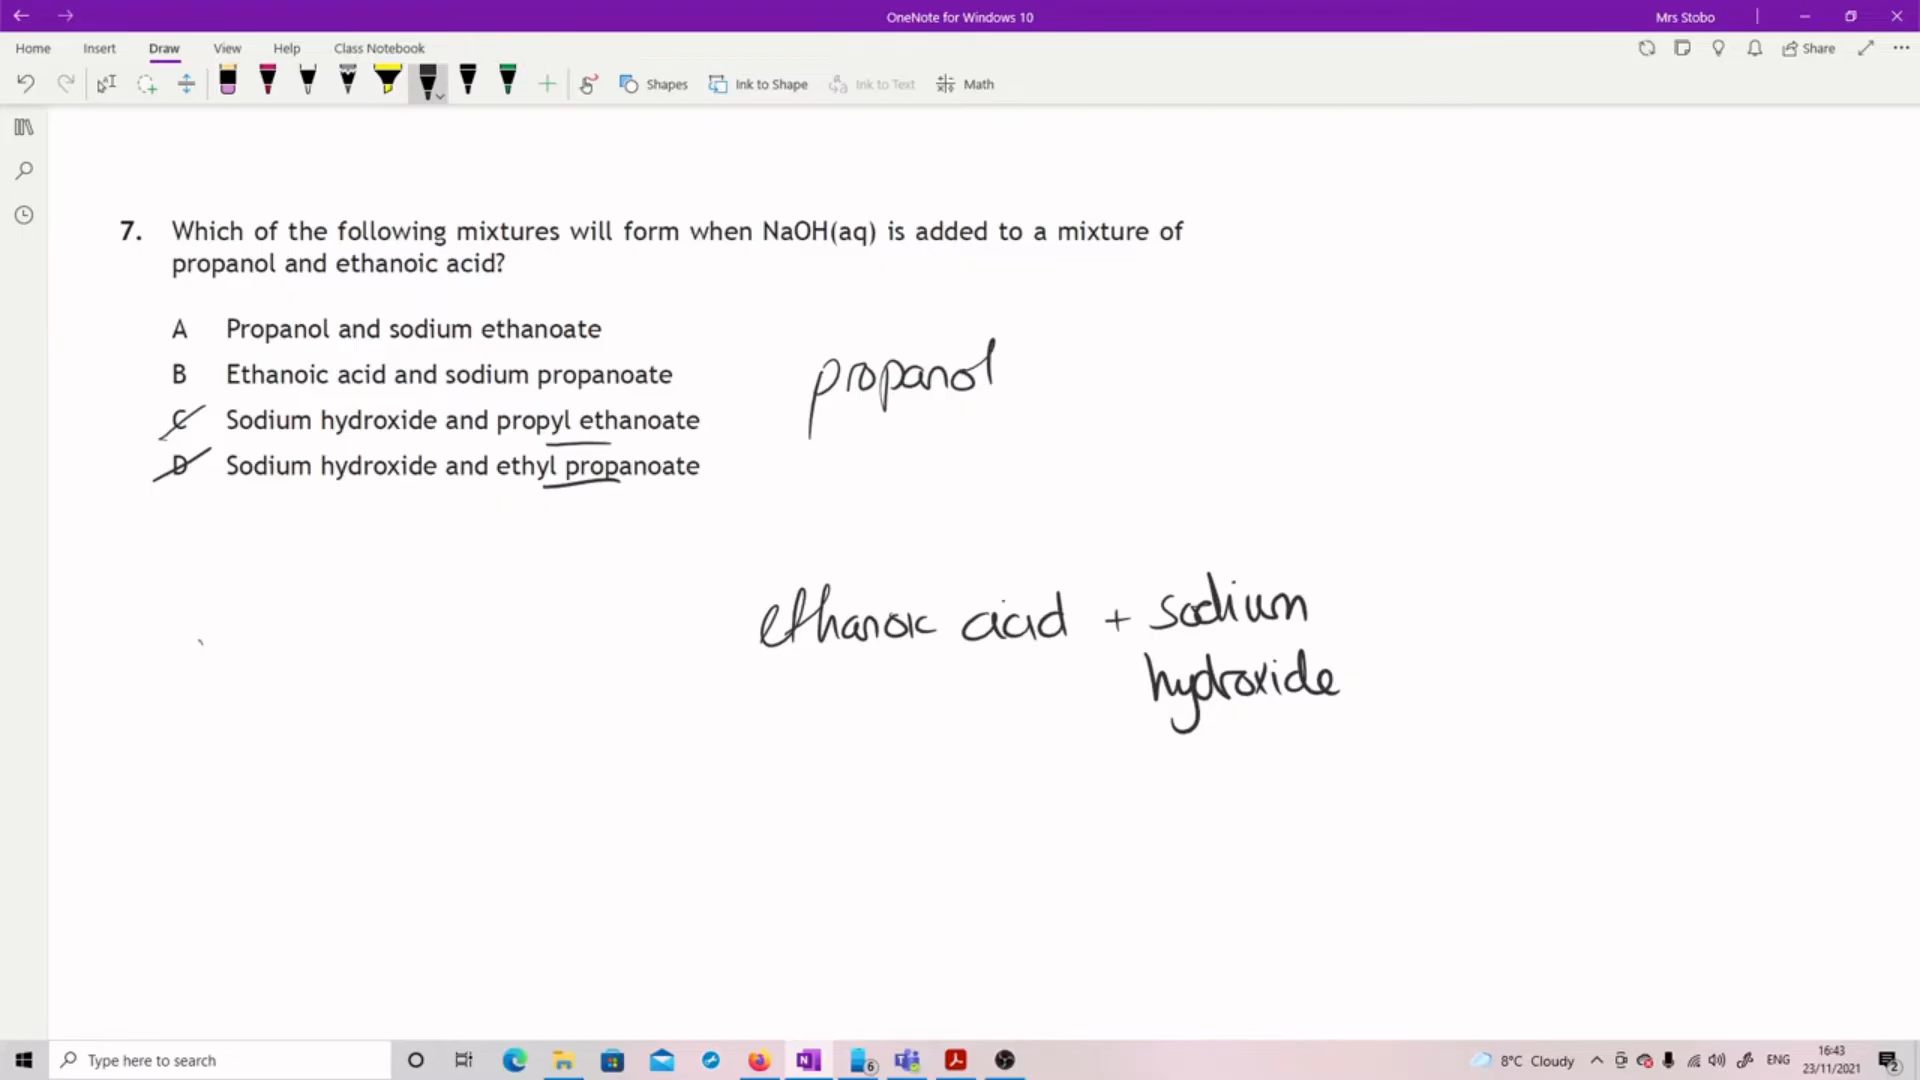 OneNote for Windows 10
Mrs Stobo
Home Insert Draw View Help Class Notebook
Share
Shapes Ink to Shape Ink to Text Math
7. Which of the following mixtures will form when NaOH(aq) is added to a mixture of
propanol and ethanoic acid?
A Propanol and sodium ethanoate
B Ethanoic acid and sodium propanoate
C Sodium hydroxide and propyl ethanoate
D Sodium hydroxide and ethyl propanoate
propanol
ethanoic acid + sodium
hydroxide
Type here to search
6
8°C Cloudy
ENG
16:43
23/11/2021
2